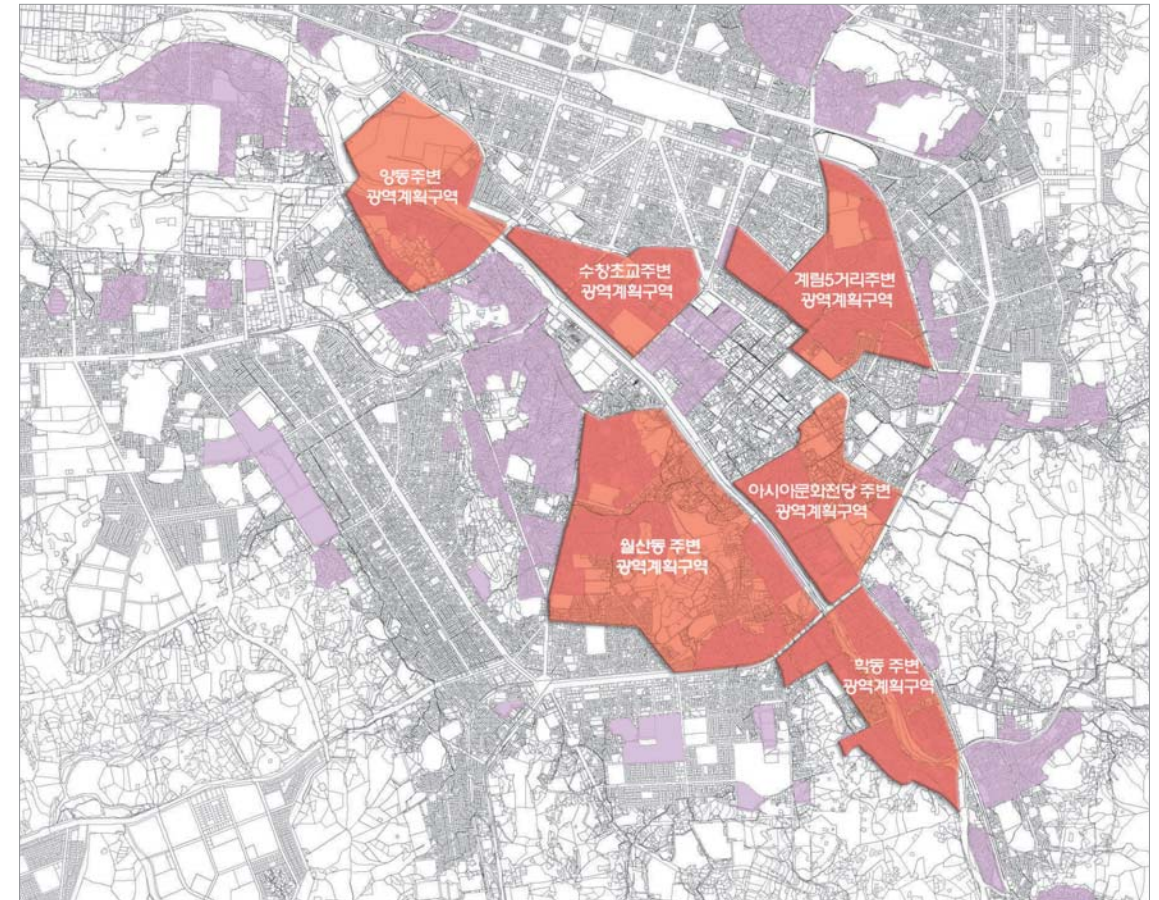 양동주변
광역계획구역
수창초교주변
광역계획구역
계림5거리주변
광역계획구역
아시아문화전당 주변
광역계획구역
월산동 주변
광역계획구역
학동 주변
광역계획구역